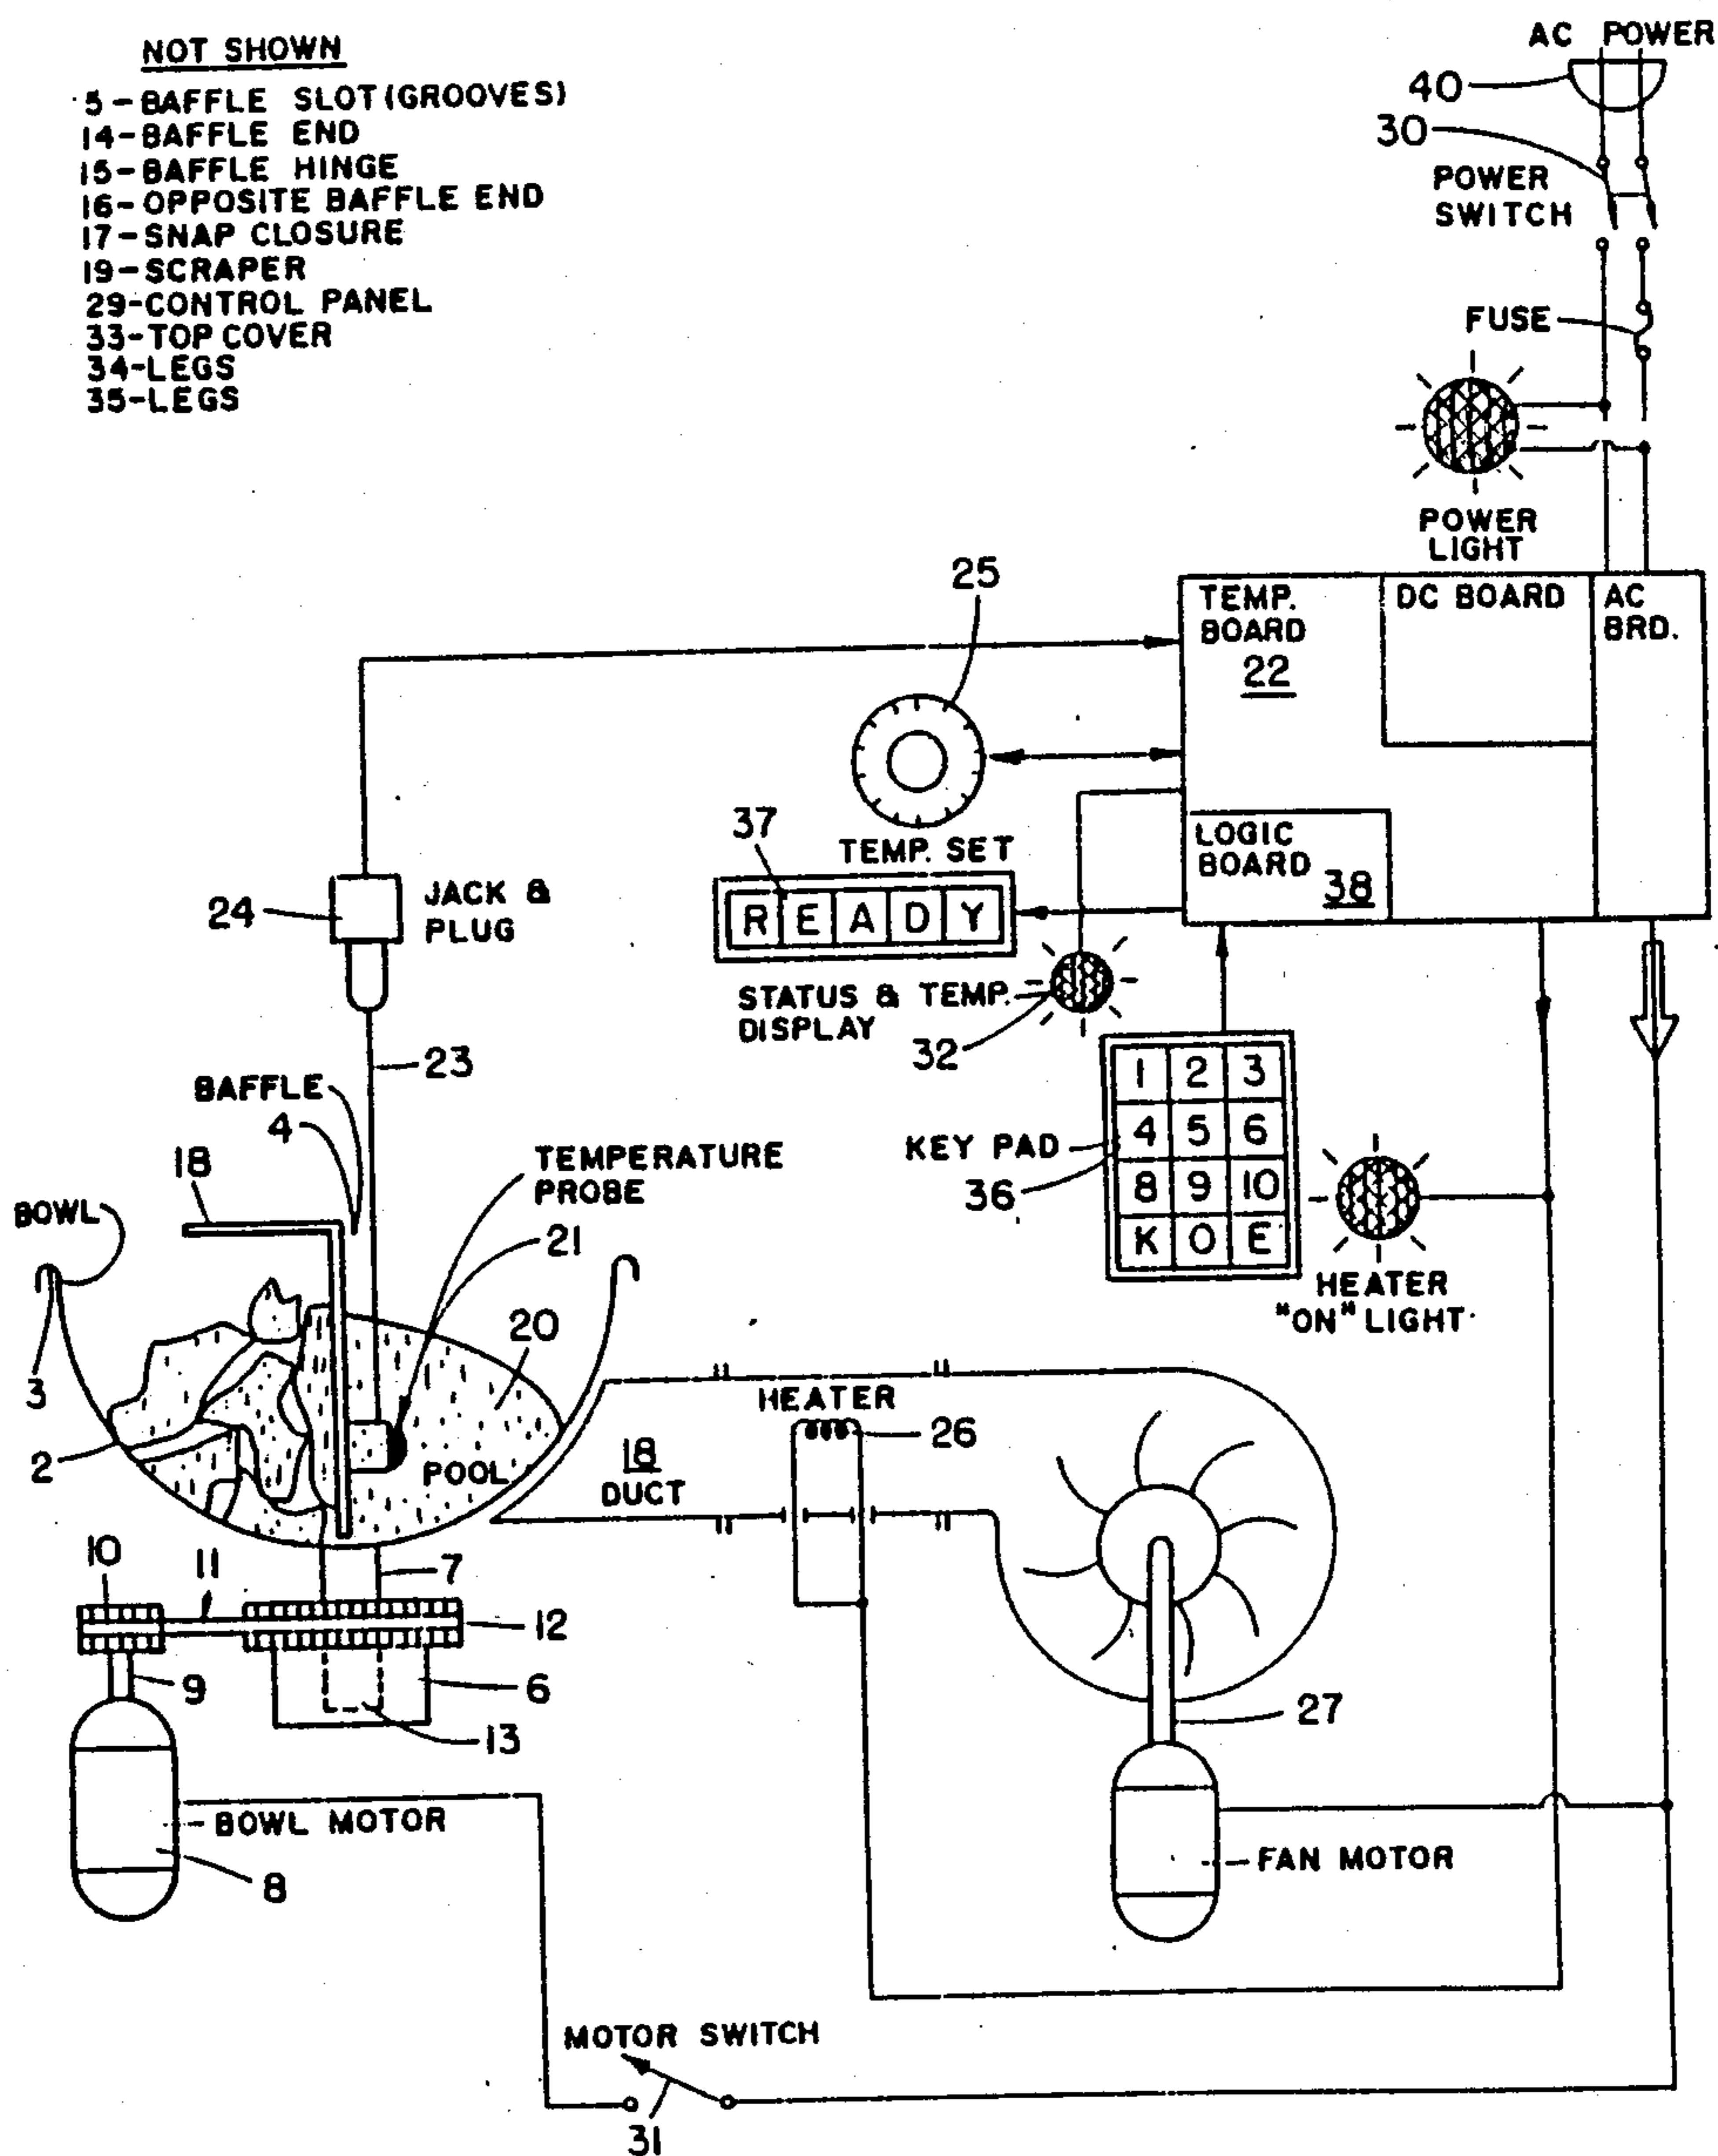 NOT SHOWN
5-BAFFLE SLOT (GROOVES)
14-BAFFLE END
15-BAFFLE HINGE
16-OPPOSITE BAFFLE END
17-SNAP CLOSURE
19-SCRAPER
29-CONTROL PANEL
33-TOP COVER
34-LEGS
35-LEGS
AC POWER
40
30
POWER
SWITCH
FUSE
POWER
LIGHT
25
TEMP.
BOARD
22
DC BOARD
AC
BRD.
TEMP. SET
37
READY
LOGIC
BOARD
38
24
JACK &
PLUG
STATUS & TEMP.
DISPLAY
32
23
BAFFLE
4
18
TEMPERATURE
PROBE
21
BOWL
3
2
20
POOL
KEY PAD
36
1 2 3
4 5 6
8 9 10
K O E
HEATER
"ON" LIGHT
HEATER
26
18
DUCT
10
11
7
12
9
6
13
27
BOWL MOTOR
8
FAN MOTOR
MOTOR SWITCH
31